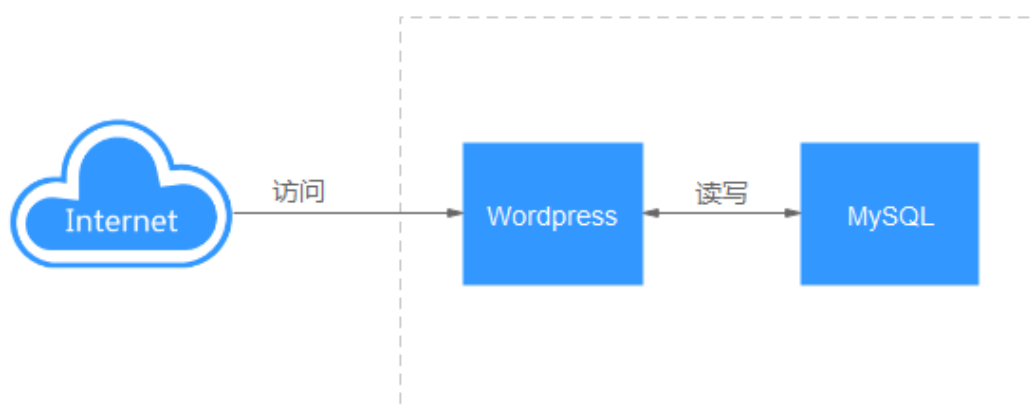 访问
Internet
Wordpress
读写
MySQL